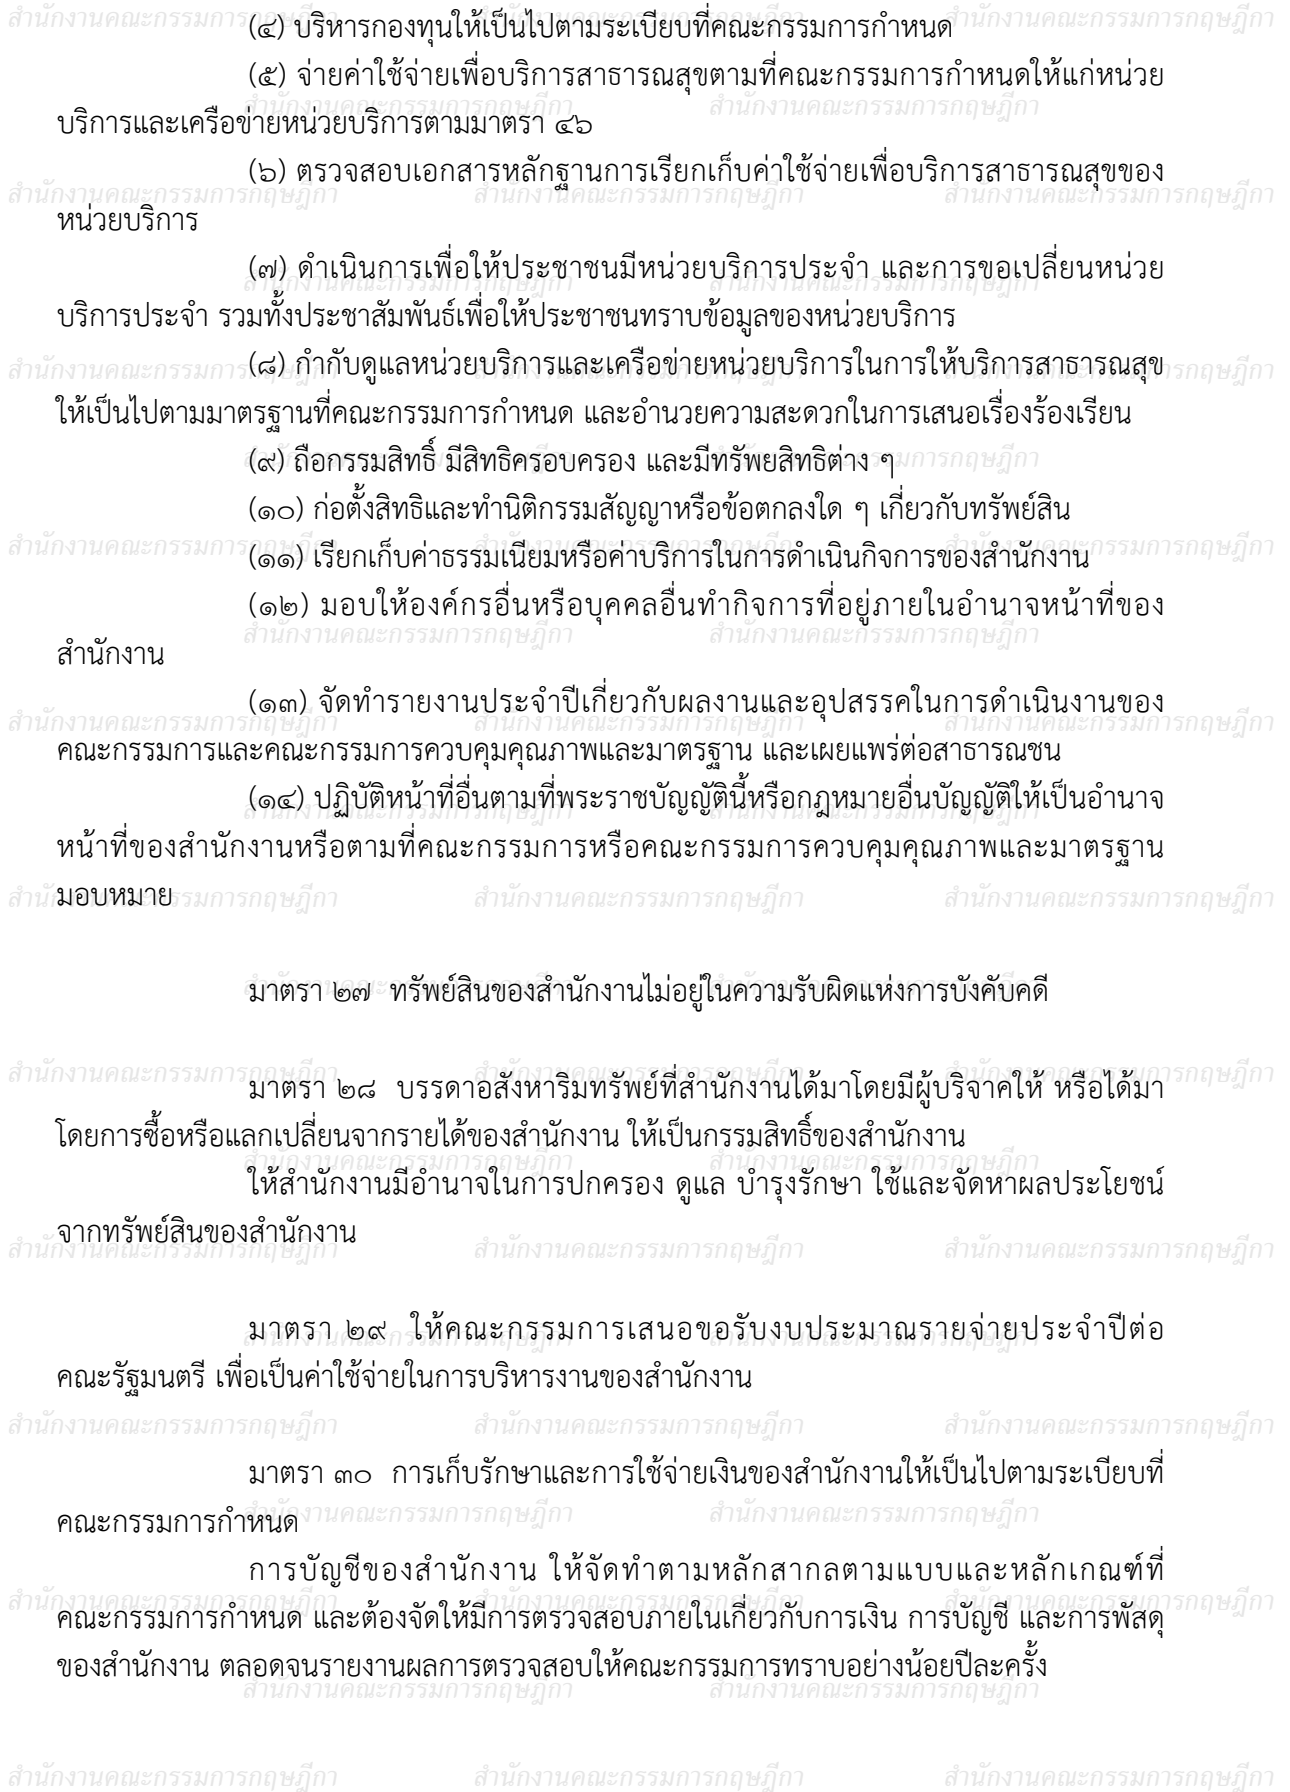 (๔) บริหารกองทุนให้เป็นไปตามระเบียบที่คณะกรรมการกำหนด
(๕) จ่ายค่าใช้จ่ายเพื่อบริการสาธารณสุขตามที่คณะกรรมการกำหนดให้แก่หน่วย
บริการและเครือข่ายหน่วยบริการตามมาตรา ๔๖
(๖) ตรวจสอบเอกสารหลักฐานการเรียกเก็บค่าใช้จ่ายเพื่อบริการสาธารณสุขของ
หน่วยบริการ
(๗) ดำเนินการเพื่อให้ประชาชนมีหน่วยบริการประจำ และการขอเปลี่ยนหน่วย
บริการประจำ รวมทั้งประชาสัมพันธ์เพื่อให้ประชาชนทราบข้อมูลของหน่วยบริการ
(๘) กำกับดูแลหน่วยบริการและเครือข่ายหน่วยบริการในการให้บริการสาธารณสุข
ให้เป็นไปตามมาตรฐานที่คณะกรรมการกำหนด และอำนวยความสะดวกในการเสนอเรื่องร้องเรียน
(๙) ถือกรรมสิทธิ์ มีสิทธิครอบครอง และมีทรัพยสิทธิต่าง ๆ
(๑๐) ก่อตั้งสิทธิและทำนิติกรรมสัญญาหรือข้อตกลงใด ๆ เกี่ยวกับทรัพย์สิน
(๑๑) เรียกเก็บค่าธรรมเนียมหรือค่าบริการในการดำเนินกิจการของสำนักงาน
(๑๒) มอบให้องค์กรอื่นหรือบุคคลอื่นทำกิจการที่อยู่ภายในอำนาจหน้าที่ของ
สำนักงาน
(๑๓) จัดทำรายงานประจำปีเกี่ยวกับผลงานและอุปสรรคในการดำเนินงานของ
คณะกรรมการและคณะกรรมการควบคุมคุณภาพและมาตรฐาน และเผยแพร่ต่อสาธารณชน
(๑๔) ปฏิบัติหน้าที่อื่นตามที่พระราชบัญญัตินี้หรือกฎหมายอื่นบัญญัติให้เป็นอำนาจ
หน้าที่ของสำนักงานหรือตามที่คณะกรรมการหรือคณะกรรมการควบคุมคุณภาพและมาตรฐาน
มอบหมาย
มาตรา ๒๗  ทรัพย์สินของสำนักงานไม่อยู่ในความรับผิดแห่งการบังคับคดี
มาตรา ๒๘  บรรดาอสังหาริมทรัพย์ที่สำนักงานได้มาโดยมีผู้บริจาคให้ หรือได้มา
โดยการซื้อหรือแลกเปลี่ยนจากรายได้ของสำนักงาน ให้เป็นกรรมสิทธิ์ของสำนักงาน
ให้สำนักงานมีอำนาจในการปกครอง ดูแล บำรุงรักษา ใช้และจัดหาผลประโยชน์
จากทรัพย์สินของสำนักงาน
มาตรา ๒๙  ให้คณะกรรมการเสนอขอรับงบประมาณรายจ่ายประจำปีต่อ
คณะรัฐมนตรี เพื่อเป็นค่าใช้จ่ายในการบริหารงานของสำนักงาน
มาตรา ๓๐  การเก็บรักษาและการใช้จ่ายเงินของสำนักงานให้เป็นไปตามระเบียบที่
คณะกรรมการกำหนด
การบัญชีของสำนักงาน ให้จัดทำตามหลักสากลตามแบบและหลักเกณฑ์ที่
คณะกรรมการกำหนด และต้องจัดให้มีการตรวจสอบภายในเกี่ยวกับการเงิน การบัญชี และการพัสดุ
ของสำนักงาน ตลอดจนรายงานผลการตรวจสอบให้คณะกรรมการทราบอย่างน้อยปีละครั้ง